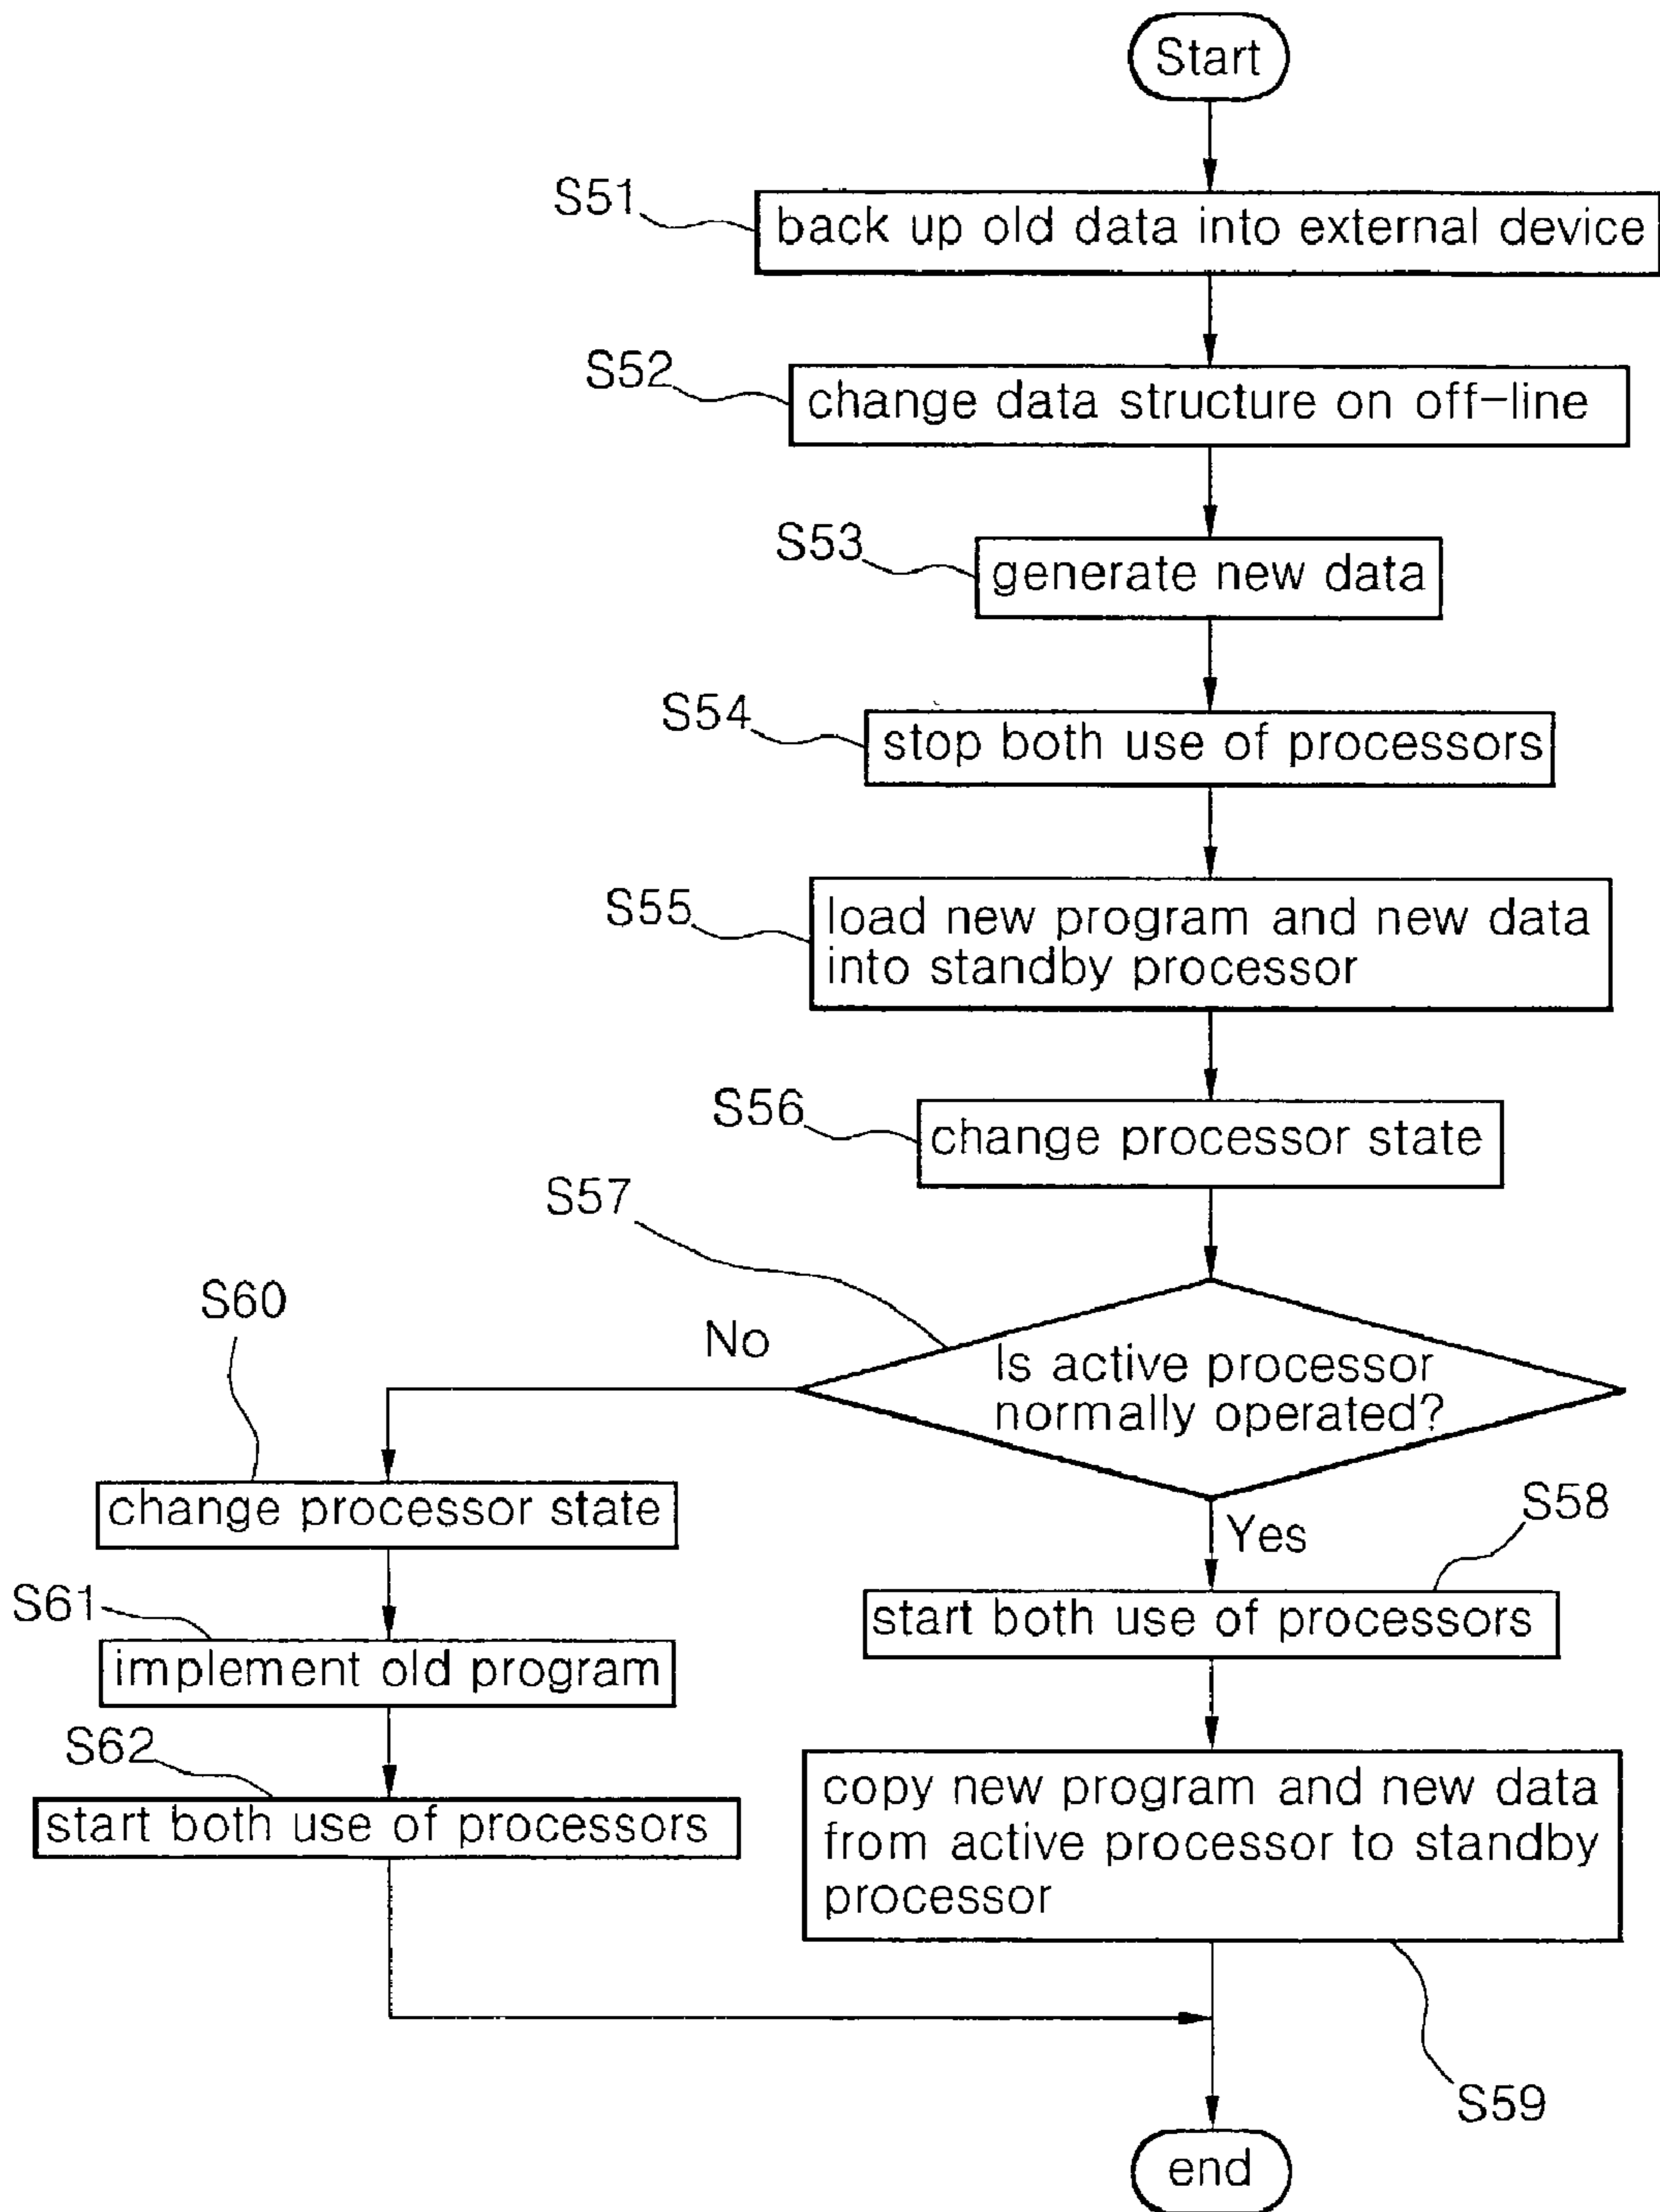 Start
S51
back up old data into external device
S52
change data structure on off-line
S53
generate new data
S54
stop both use of processors
S55
load new program and new data
into standby processor
S56
change processor state
S57
Is active processor
normally operated?
No
Yes
S60
change processor state
S61
implement old program
S62
start both use of processors
S58
start both use of processors
copy new program and new data
from active processor to standby
processor
S59
end